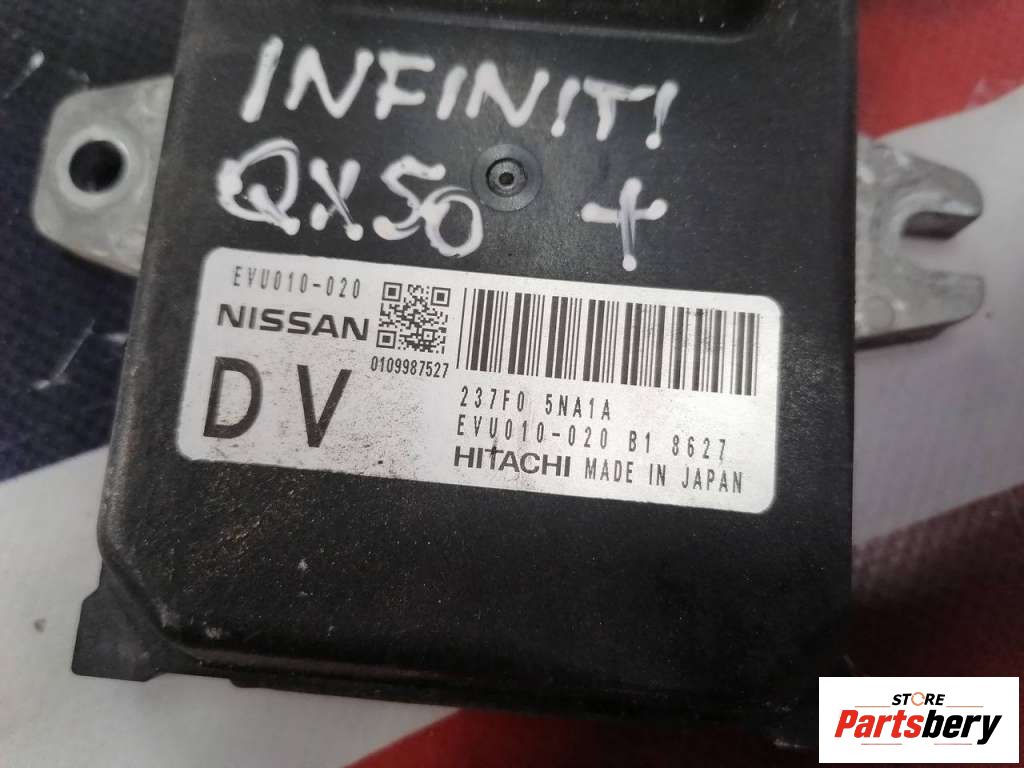 INFINITI
QX50 +
EVU010-020
NISSAN
0109987527
DV
237F0 5NA1A
EVU010-020 B1 8627
HITACHI MADE IN JAPAN
STORE
Partsbery